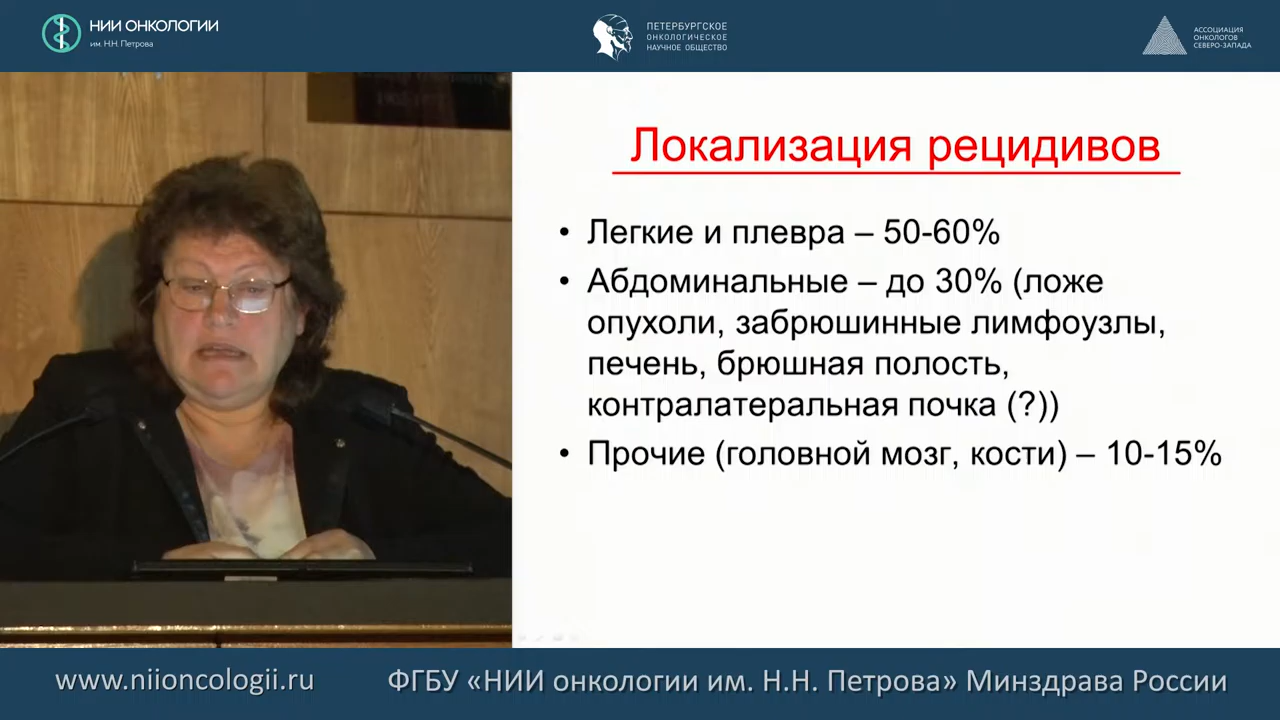 НИИ ОНКОЛОГИИ
им. Н.Н. Петрова
ПЕТЕРБУРГСКОЕ
ОНКОЛОГИЧЕСКОЕ
НАУЧНОЕ ОБЩЕСТВО
АССОЦИАЦИЯ
ОНКОЛОГОВ
СЕВЕРО-ЗАПАДА
Локализация рецидивов
• Легкие и плевра – 50-60%
• Абдоминальные – до 30% (ложе
опухоли, забрюшинные лимфоузлы,
печень, брюшная полость,
контралатеральная почка (?))
• Прочие (головной мозг, кости) – 10-15%
www.niioncologii.ru
ФГБУ «НИИ онкологии им. Н.Н. Петрова» Минздрава России